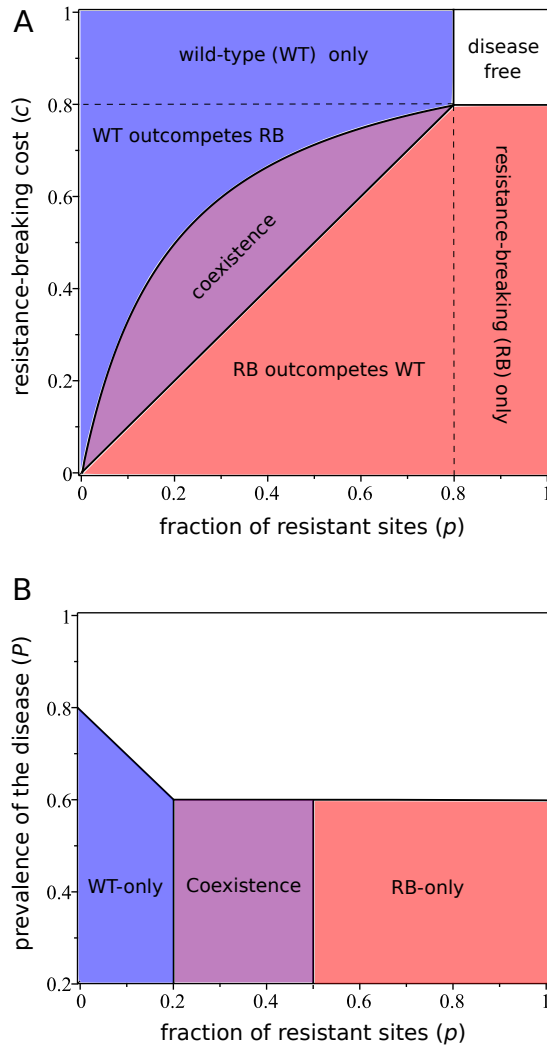 A
1
0.8
0.6
0.4
0.2
0
resistance-breaking cost (c)
wild-type (WT) only
disease
free
WT outcompetes RB
coexistence
RB outcompetes WT
resistance-breaking (RB) only
0
0.2
0.4
0.6
0.8
1
fraction of resistant sites (p)
B
1
0.8
0.6
0.4
0.2
prevalence of the disease (P)
WT-only
Coexistence
RB-only
0
0.2
0.4
0.6
0.8
1
fraction of resistant sites (p)